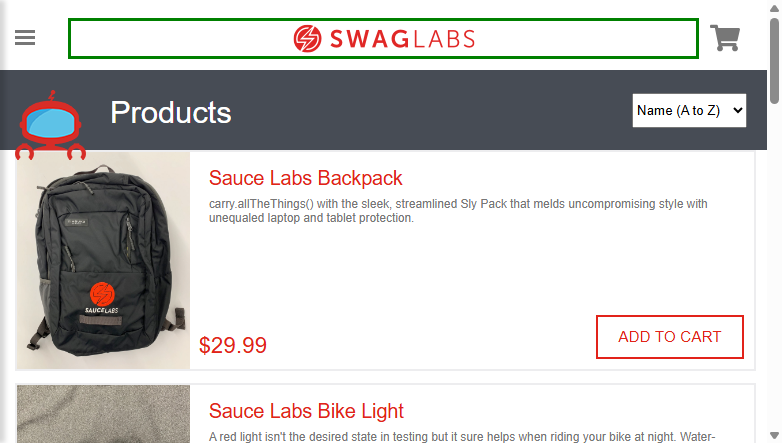 SWAGLABS
Products
Name (A to Z)
Sauce Labs Backpack
carry.allTheThings() with the sleek, streamlined Sly Pack that melds uncompromising style with
unequaled laptop and tablet protection.
SAUCELABS
$29.99
ADD TO CART
Sauce Labs Bike Light
A red light isn't the desired state in testing but it sure helps when riding your bike at night. Water-